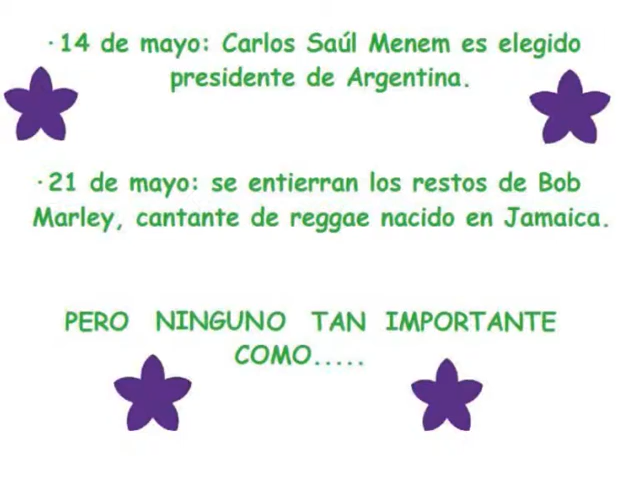 · 14 de mayo: Carlos Saúl Menem es elegido
presidente de Argentina.
· 21 de mayo: se entierran los restos de Bob
Marley, cantante de reggae nacido en Jamaica.
PERO NINGUNO TAN IMPORTANTE
COMO.....